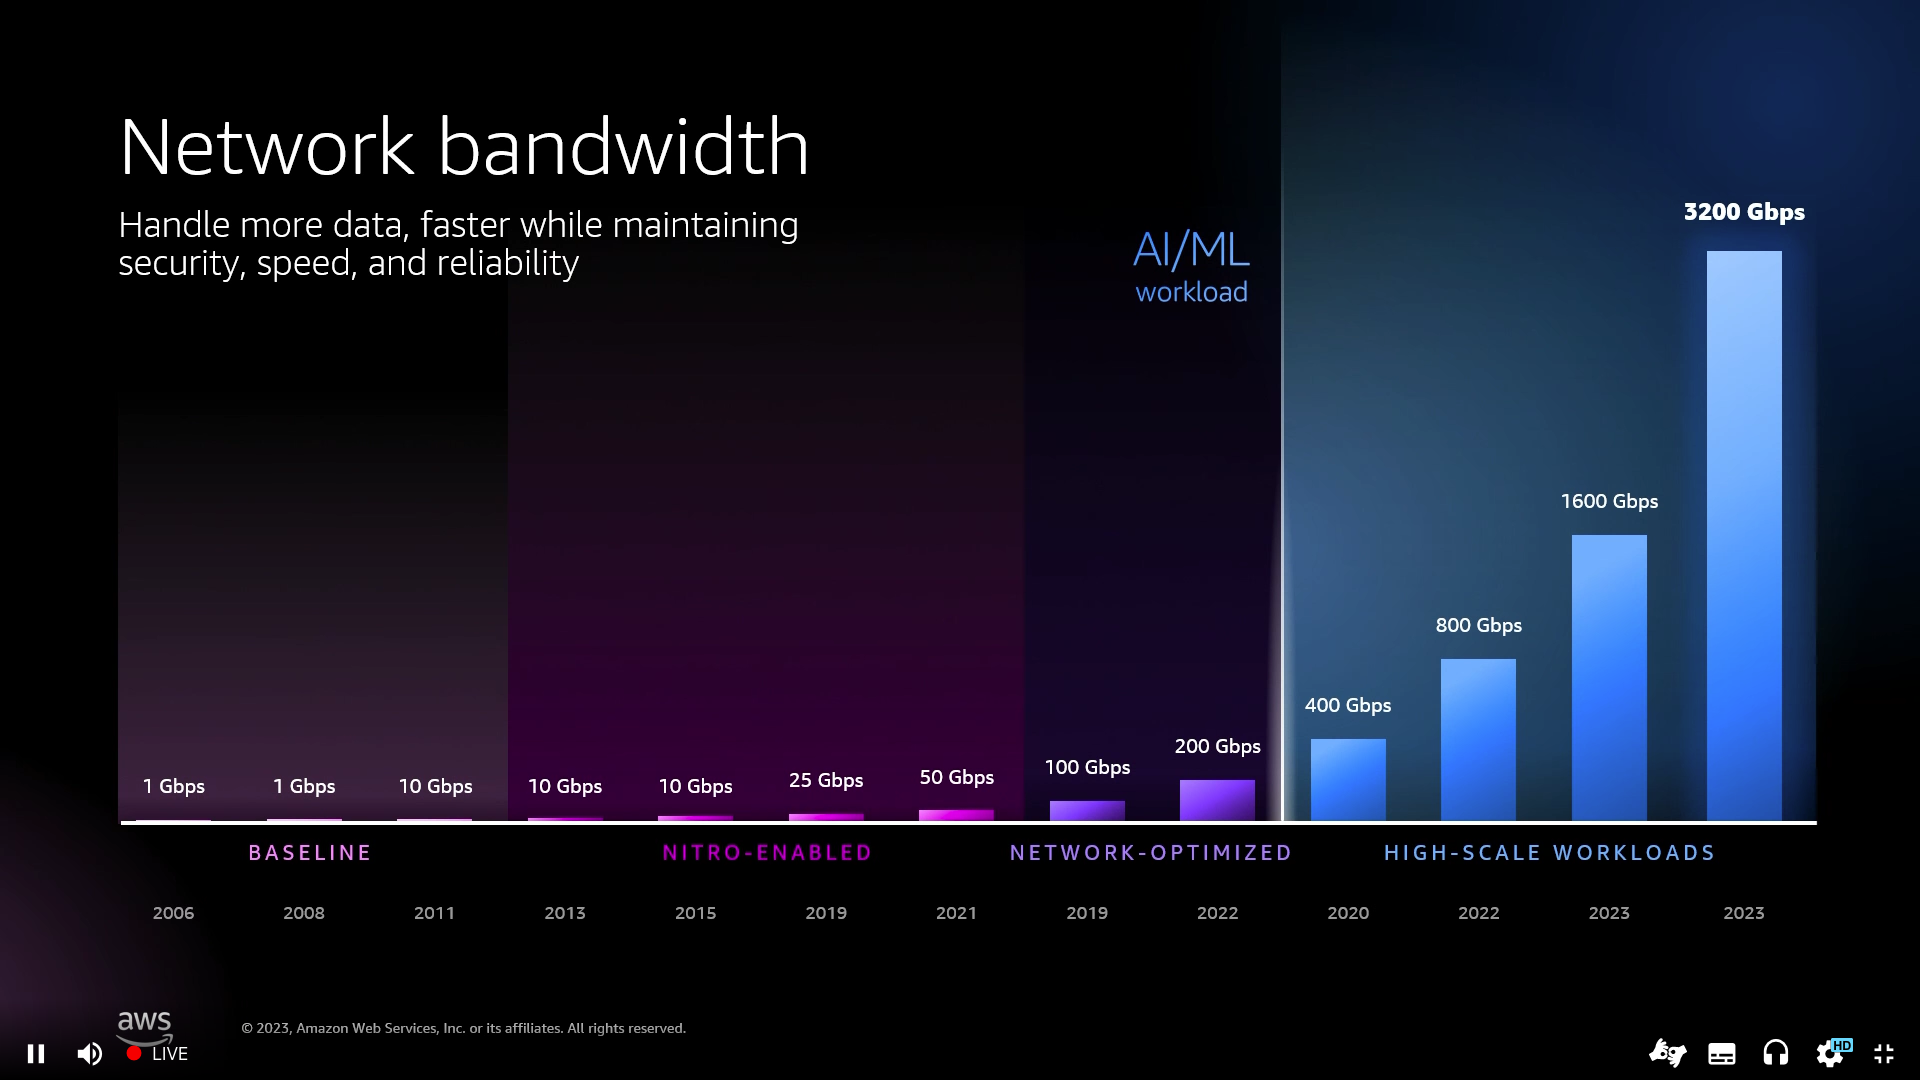 Network bandwidth
Handle more data, faster while maintaining
security, speed, and reliability
AI/ML
workload
3200 Gbps
1600 Gbps
800 Gbps
400 Gbps
200 Gbps
100 Gbps
50 Gbps
25 Gbps
1 Gbps 1 Gbps 10 Gbps 10 Gbps 10 Gbps
BASELINE NITRO-ENABLED NETWORK-OPTIMIZED HIGH-SCALE WORKLOADS
2006 2008 2011 2013 2015 2019 2021 2019 2022 2020 2022 2023 2023
aws
© 2023, Amazon Web Services, Inc. or its affiliates. All rights reserved.
LIVE
HD